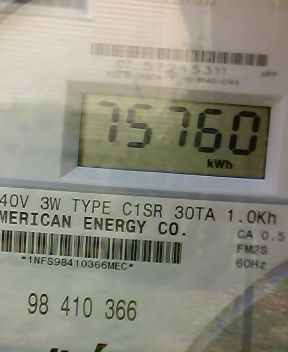 75760
kWh
40V 3W TYPE C1SR 30TA 1.0Kh
MERICAN ENERGY CO.
CA 0.5
FM2S
*1NFS98410366MEC*
60Hz
98 410 366